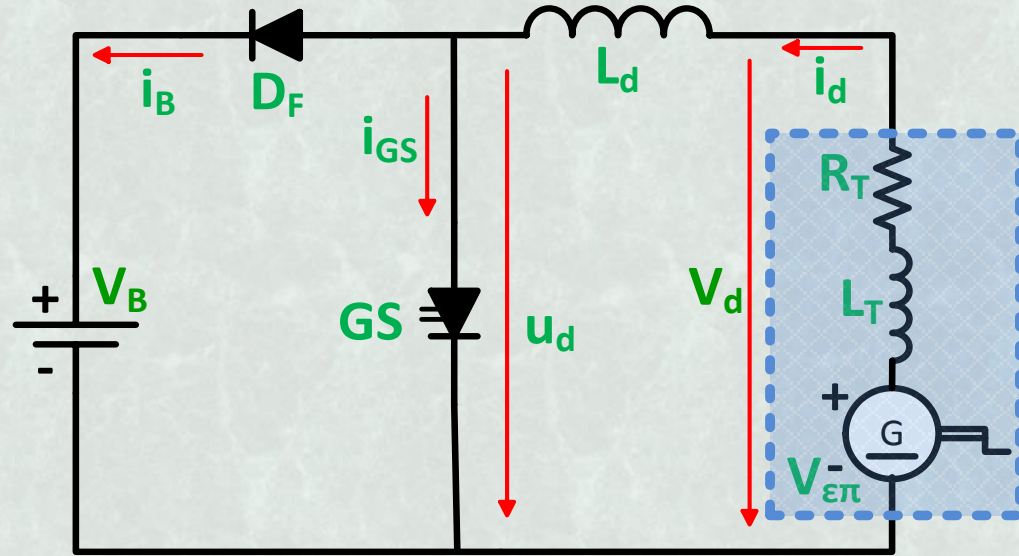 L_d
i_B
D_F
i_d
i_GS
R_T
+
V_B
GS
u_d
V_d
L_T
-
+
G
-
V_επ